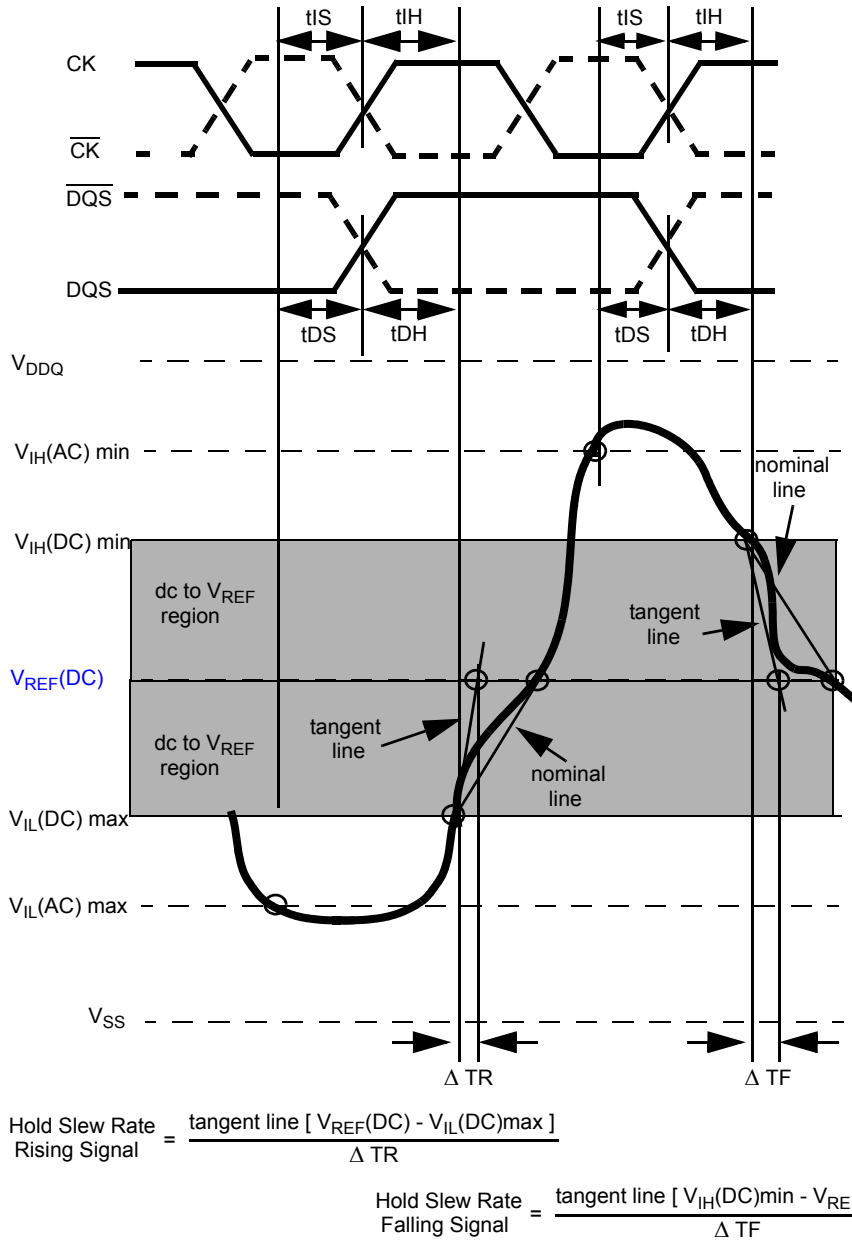 tIS tIH tIS tIH
CK
CK
DQS
DQS
tDS tDH tDS tDH
VDDQ
VIH(AC) min
nominal
line
VIH(DC) min
dc to VREF
region
tangent
line
VREF(DC)
tangent
line
dc to VREF
region
nominal
line
VIL(DC) max
VIL(AC) max
VSS
Δ TR Δ TF
Hold Slew Rate
Rising Signal = tangent line [ VREF(DC) - VIL(DC)max ]
Δ TR
Hold Slew Rate
Falling Signal = tangent line [ VIH(DC)min - VRE
Δ TF